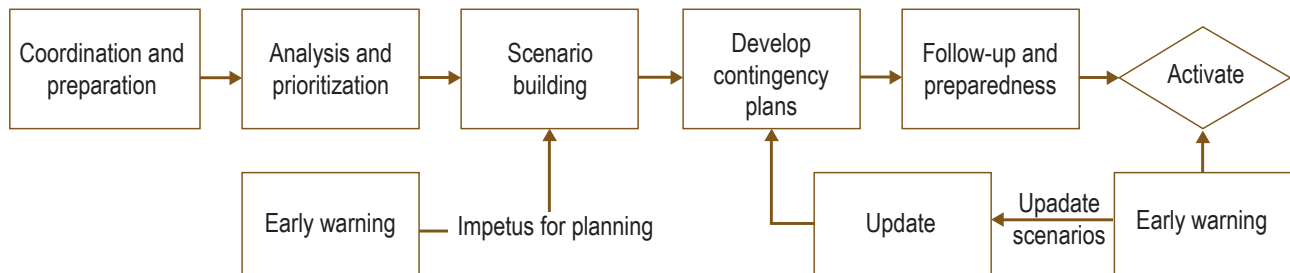 Coordination and
preparation
Analysis and
prioritization
Scenario
building
Develop
contingency
plans
Follow-up and
preparedness
Activate
Early warning
Impetus for planning
Update
Upadate
scenarios
Early warning